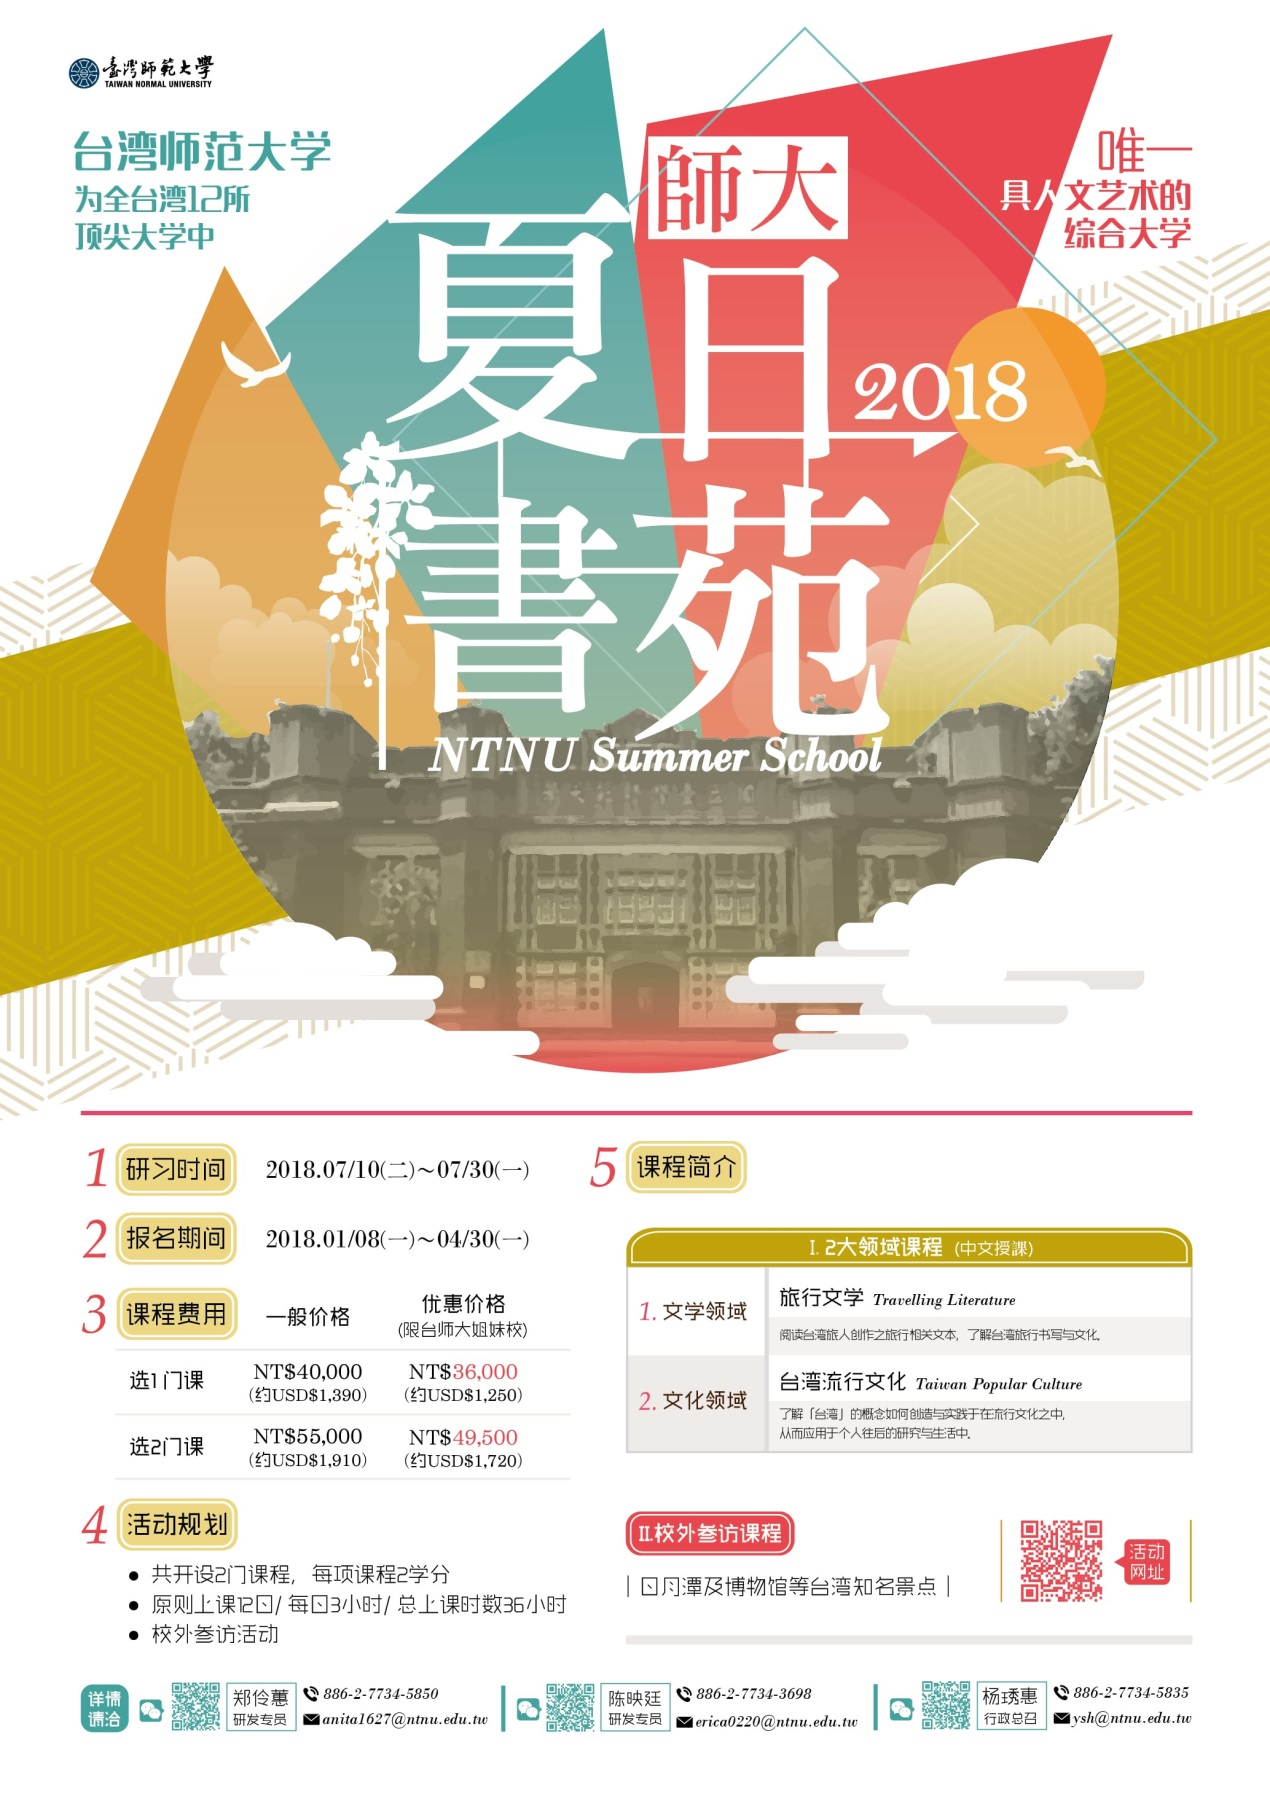 臺灣師範大學
TAIWAN NORMAL UNIVERSITY
台湾师范大学
为全台湾12所
顶尖大学中
唯一
具人文艺术的
综合大学
師大
夏日
2018
書苑
NTNU Summer School
1 研习时间 2018.07/10(二)~07/30(一)
2 报名期间 2018.01/08(一)~04/30(一)
3 课程费用 一般价格 优惠价格
(限台师大姐妹校)
选1门课 NT$40,000 NT$36,000
(约USD$1,390) (约USD$1,250)
选2门课 NT$55,000 NT$49,500
(约USD$1,910) (约USD$1,720)
4 活动规划
● 共开设2门课程，每项课程2学分
● 原则上课12日/ 每日3小时/ 总上课时数36小时
● 校外参访活动
5 课程简介
I. 2大领域课程 (中文授課)
1. 文学领域
旅行文学 Travelling Literature
阅读台湾旅人创作之旅行相关文本，了解台湾旅行书写与文化。
2. 文化领域
台湾流行文化 Taiwan Popular Culture
了解「台湾」的概念如何创造与实践于在流行文化之中，
从而应用于个人往后的研究与生活中。
II.校外参访课程
| 日月潭及博物馆等台湾知名景点 |
活动
网址
详情
请洽
郑伶蕙
研发专员
886-2-7734-5850
anita1627@ntnu.edu.tw
陈映廷
研发专员
886-2-7734-3698
erica0220@ntnu.edu.tw
杨琇惠
行政总召
886-2-7734-5835
ysh@ntnu.edu.tw